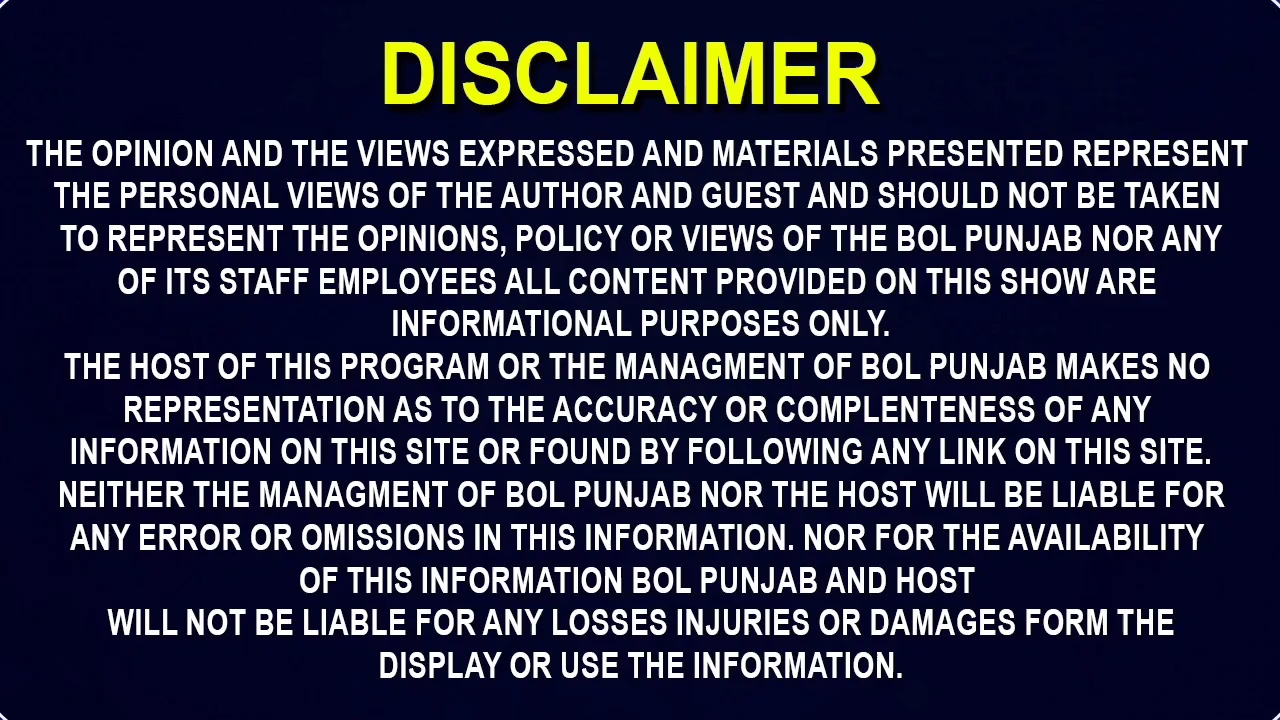 DISCLAIMER
THE OPINION AND THE VIEWS EXPRESSED AND MATERIALS PRESENTED REPRESENT
THE PERSONAL VIEWS OF THE AUTHOR AND GUEST AND SHOULD NOT BE TAKEN
TO REPRESENT THE OPINIONS, POLICY OR VIEWS OF THE BOL PUNJAB NOR ANY
OF ITS STAFF EMPLOYEES ALL CONTENT PROVIDED ON THIS SHOW ARE
INFORMATIONAL PURPOSES ONLY.
THE HOST OF THIS PROGRAM OR THE MANAGMENT OF BOL PUNJAB MAKES NO
REPRESENTATION AS TO THE ACCURACY OR COMPLENTENESS OF ANY
INFORMATION ON THIS SITE OR FOUND BY FOLLOWING ANY LINK ON THIS SITE.
NEITHER THE MANAGMENT OF BOL PUNJAB NOR THE HOST WILL BE LIABLE FOR
ANY ERROR OR OMISSIONS IN THIS INFORMATION. NOR FOR THE AVAILABILITY
OF THIS INFORMATION BOL PUNJAB AND HOST
WILL NOT BE LIABLE FOR ANY LOSSES INJURIES OR DAMAGES FORM THE
DISPLAY OR USE THE INFORMATION.